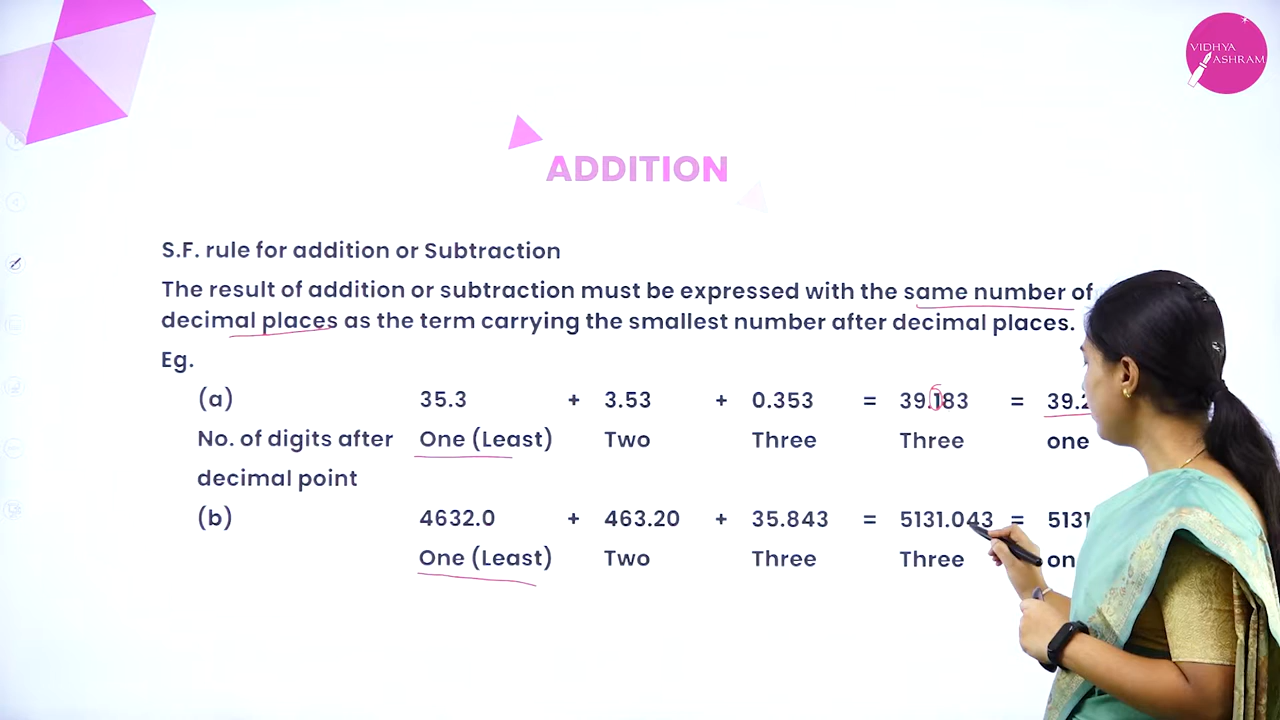 VIDHYA
ASHRAM
ADDITION
S.F. rule for addition or Subtraction
The result of addition or subtraction must be expressed with the same number of
decimal places as the term carrying the smallest number after decimal places.
Eg.
(a) 35.3 + 3.53 + 0.353 = 39.183 = 39.2
No. of digits after One (Least) Two Three Three one
decimal point
(b) 4632.0 + 463.20 + 35.843 = 5131.043 = 5131
One (Least) Two Three Three